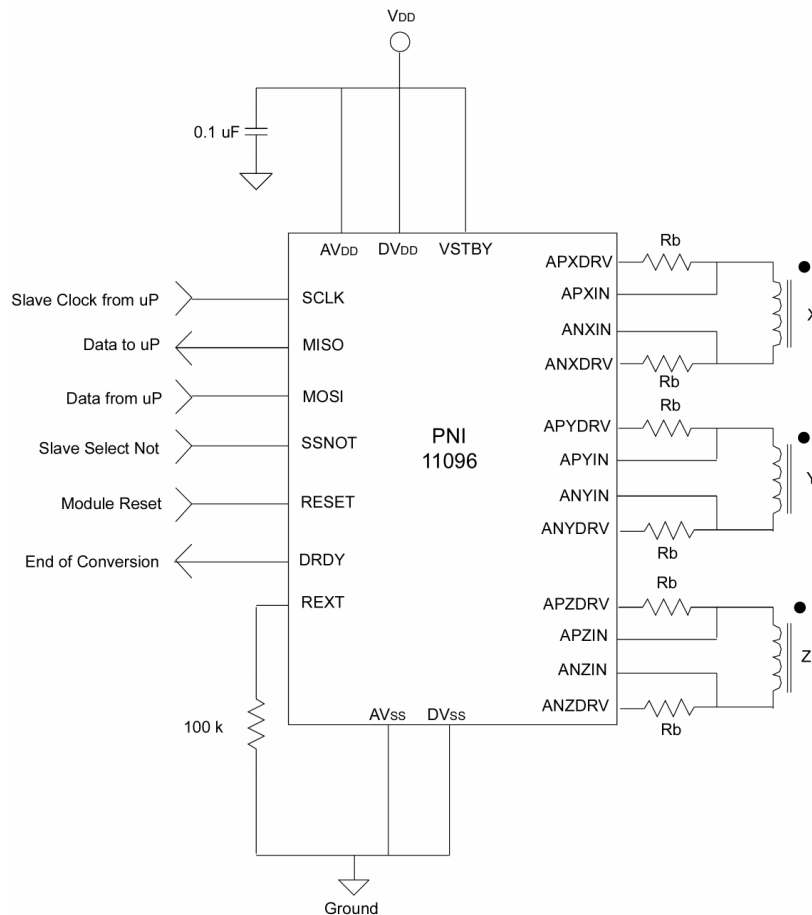 VDD
0.1 uF
AVDD DVDD VSTBY
Slave Clock from uP
SCLK
Data to uP
MISO
Data from uP
MOSI
Slave Select Not
SSNOT
Module Reset
RESET
End of Conversion
DRDY
REXT
100 k
PNI
11096
APXDRV
Rb
APXIN
ANXIN
ANXDRV
Rb
X
APYDRV
Rb
APYIN
ANYIN
ANYDRV
Rb
Y
APZDRV
Rb
APZIN
ANZIN
ANZDRV
Rb
Z
AVSS DVSS
Ground